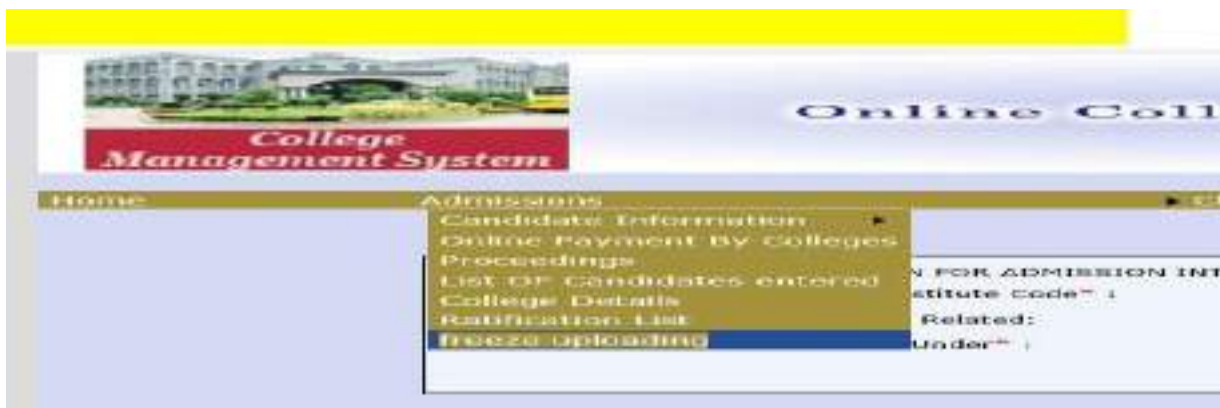 College
Management System
Online Coll
Home
Admissions
Candidate Information
Online Payment By Colleges
Proceedings
List OF Candidates entered
College Details
Ratification List
freeze uploading
N FOR ADMISSION INT
stitute Code* :
Related:
Under* :